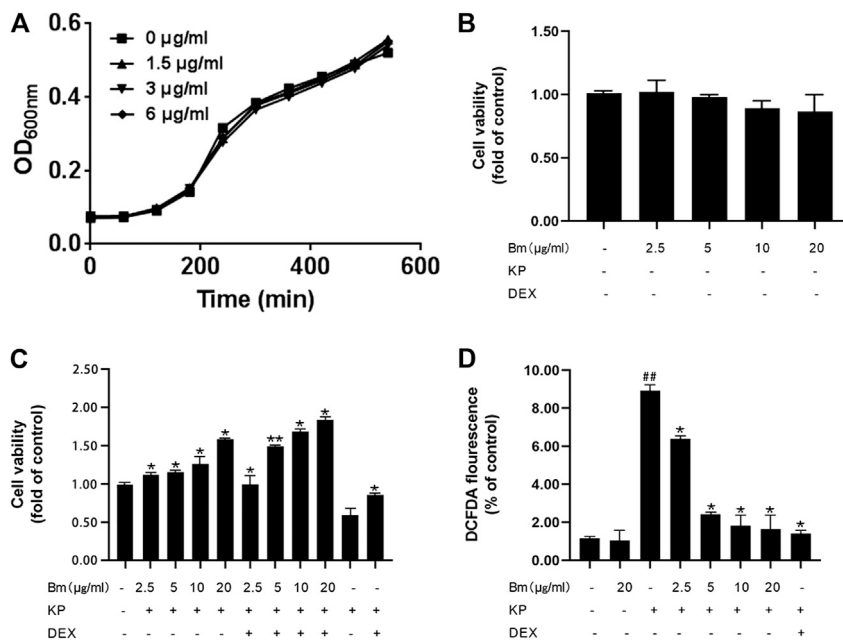 A
0 µg/ml
1.5 µg/ml
3 µg/ml
6 µg/ml
OD600nm
0.6
0.4
0.2
0.0
0 200 400 600
Time (min)
B
Cell vability
(fold of control)
1.50
1.00
0.50
0.00
Bm (µg/ml) - 2.5 5 10 20
KP - - - - -
DEX - - - - -
C
Cell vability
(fold of control)
2.50
2.00
1.50
1.00
0.50
0.00
* * * * * ** * * *
Bm (µg/ml) - 2.5 5 10 20 2.5 5 10 20 - -
KP - + + + + + + + + + +
DEX - - - - - + + + + - +
D
DCFDA flourescence
(% of control)
10.00
8.00
6.00
4.00
2.00
0.00
## * * * * *
Bm (µg/ml) - 20 - 2.5 5 10 20 -
KP - - + + + + + +
DEX - - - - - - - +